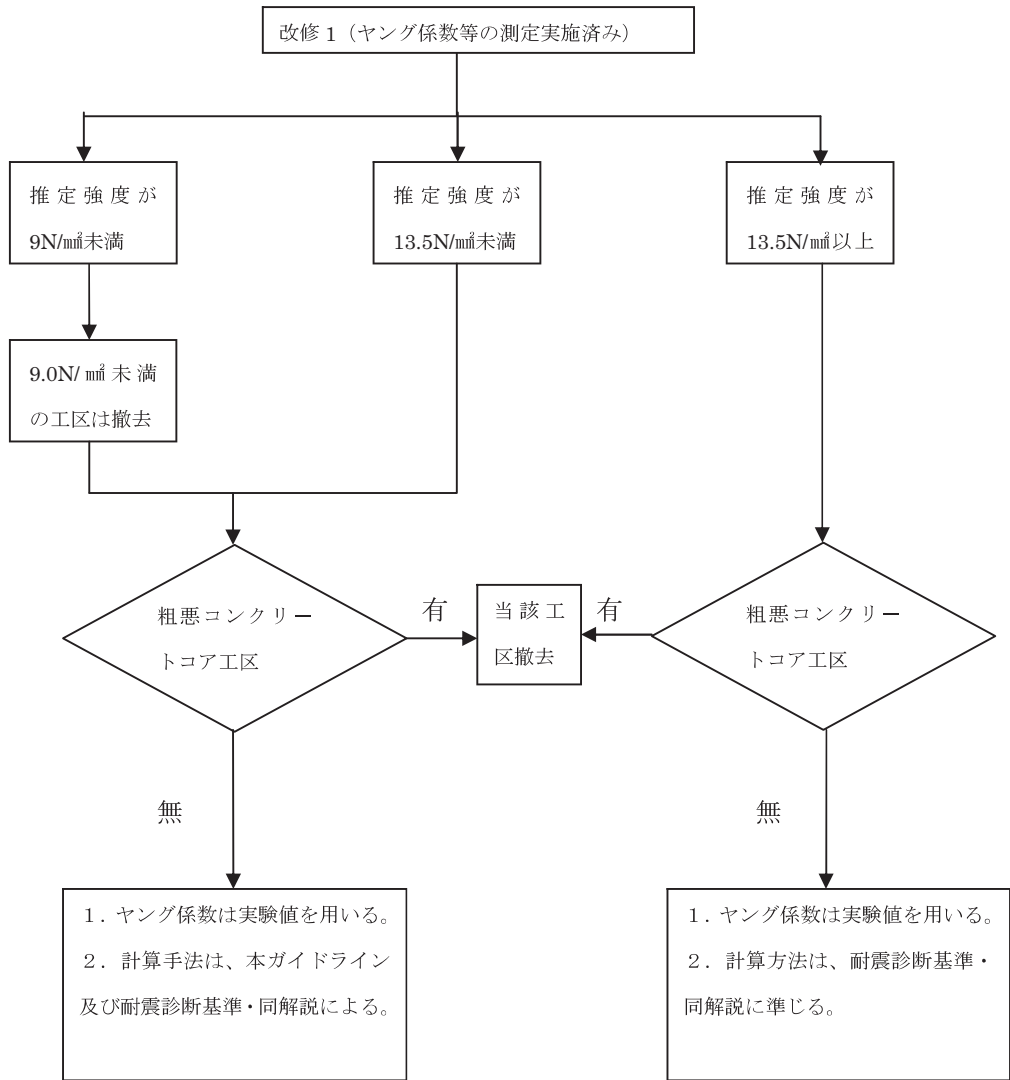 改修1（ヤング係数等の測定実施済み）
推定強度が
9N/㎟未満
推定強度が
13.5N/㎟未満
推定強度が
13.5N/㎟以上
9.0N/ ㎟未満
の工区は撤去
粗悪コンクリー
トコア工区
有
当該工
区撤去
有
粗悪コンクリー
トコア工区
無
無
１．ヤング係数は実験値を用いる。
２．計算手法は、本ガイドライン
及び耐震診断基準・同解説による。
１．ヤング係数は実験値を用いる。
２．計算方法は、耐震診断基準・
同解説に準じる。